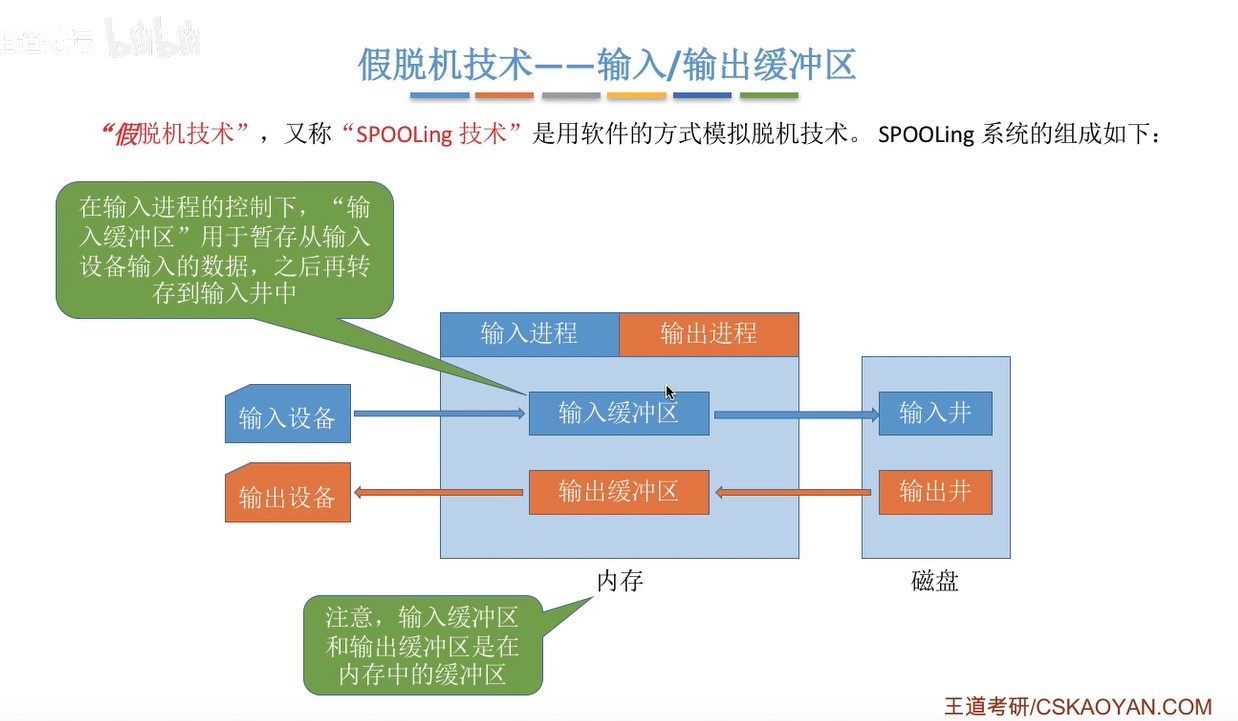 假脱机技术——输入/输出缓冲区
“假脱机技术”，又称“SPOOLing 技术”是用软件的方式模拟脱机技术。 SPOOLing 系统的组成如下：
在输入进程的控制下，“输
入缓冲区”用于暂存从输入
设备输入的数据，之后再转
存到输入井中
输入进程
输出进程
输入设备
输入缓冲区
输入井
输出设备
输出缓冲区
输出井
内存
磁盘
注意，输入缓冲区
和输出缓冲区是在
内存中的缓冲区
王道考研/CSKAOYAN.COM